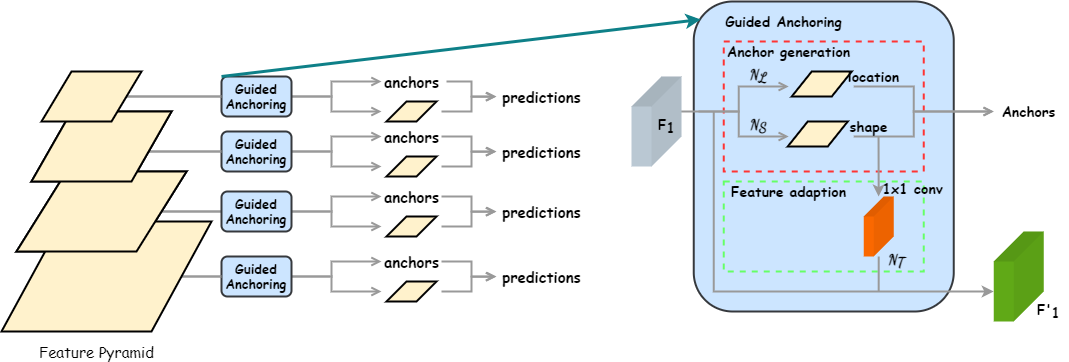 Guided Anchoring
Anchor generation
𝒩ℒ
location
F1
𝒩𝒮
shape
Anchors
Feature adaption
1x1 conv
𝒩𝑇
F'1
Guided
Anchoring
anchors
predictions
Guided
Anchoring
anchors
predictions
Guided
Anchoring
anchors
predictions
Guided
Anchoring
anchors
predictions
Feature Pyramid